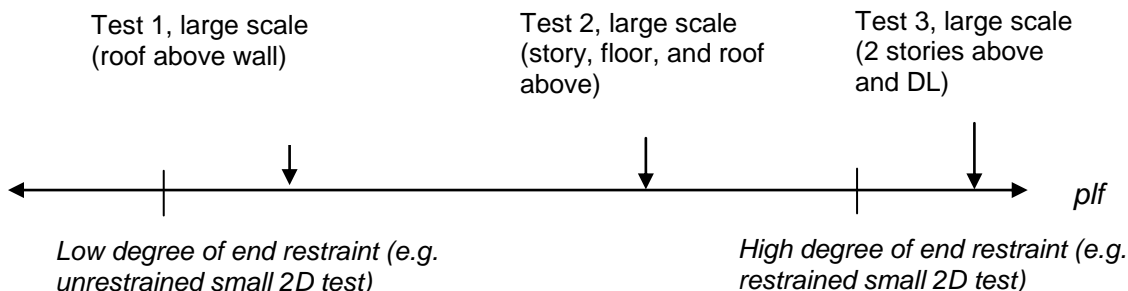 Test 1, large scale
(roof above wall)
Test 2, large scale
(story, floor, and roof
above)
Test 3, large scale
(2 stories above
and DL)
plf
Low degree of end restraint (e.g.
unrestrained small 2D test)
High degree of end restraint (e.g.
restrained small 2D test)